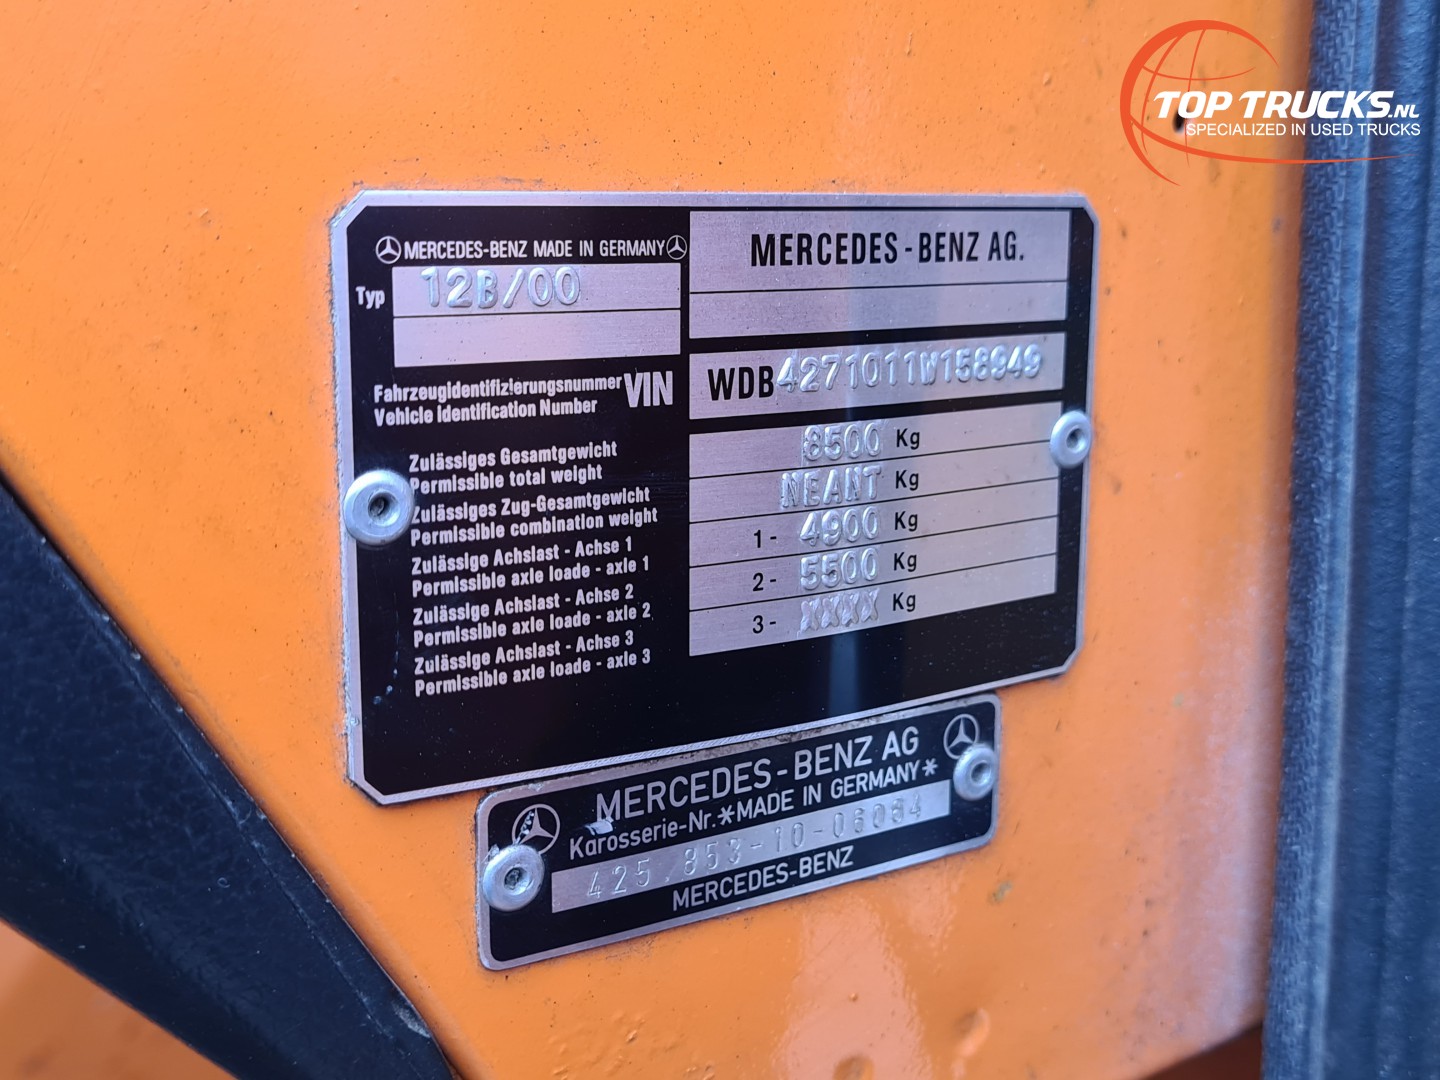 TOP TRUCKS.NL
SPECIALIZED IN USED TRUCKS
MERCEDES-BENZ MADE IN GERMANY
MERCEDES-BENZ AG.
Typ 12B/00
Fahrzeugidentifizierungsnummer
Vehicle Identification Number
VIN
WDB 4271011W158949
Zulässiges Gesamtgewicht
Permissible total weight
8500 Kg
Zulässiges Zug-Gesamtgewicht
Permissible combination weight
NEANT Kg
Zulässige Achslast - Achse 1
Permissible axle loade - axle 1
1- 4900 Kg
Zulässige Achslast - Achse 2
Permissible axle loade - axle 2
2- 5500 Kg
Zulässige Achslast - Achse 3
Permissible axle loade - axle 3
3- XXXX Kg
MERCEDES-BENZ AG
Karosserie-Nr.*MADE IN GERMANY*
425.853-10-06084
MERCEDES-BENZ